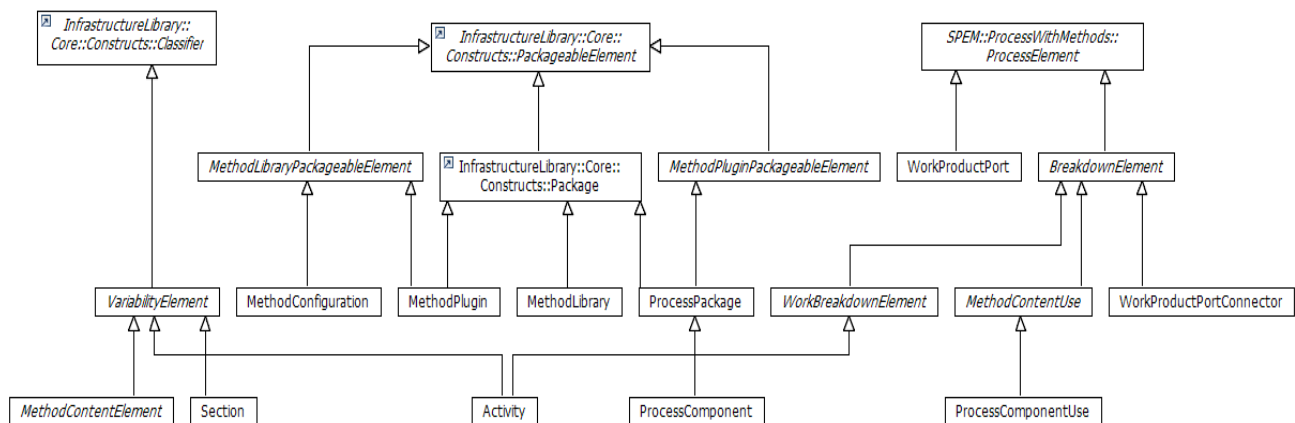 InfrastructureLibrary::
Core::Constructs::Classifier
InfrastructureLibrary::Core::
Constructs::PackageableElement
SPEM::ProcessWithMethods::
ProcessElement
MethodLibraryPackageableElement
InfrastructureLibrary::Core::
Constructs::Package
MethodPluginPackageableElement
WorkProductPort
BreakdownElement
VariabilityElement
MethodConfiguration
MethodPlugin
MethodLibrary
ProcessPackage
WorkBreakdownElement
MethodContentUse
WorkProductPortConnector
MethodContentElement
Section
Activity
ProcessComponent
ProcessComponentUse